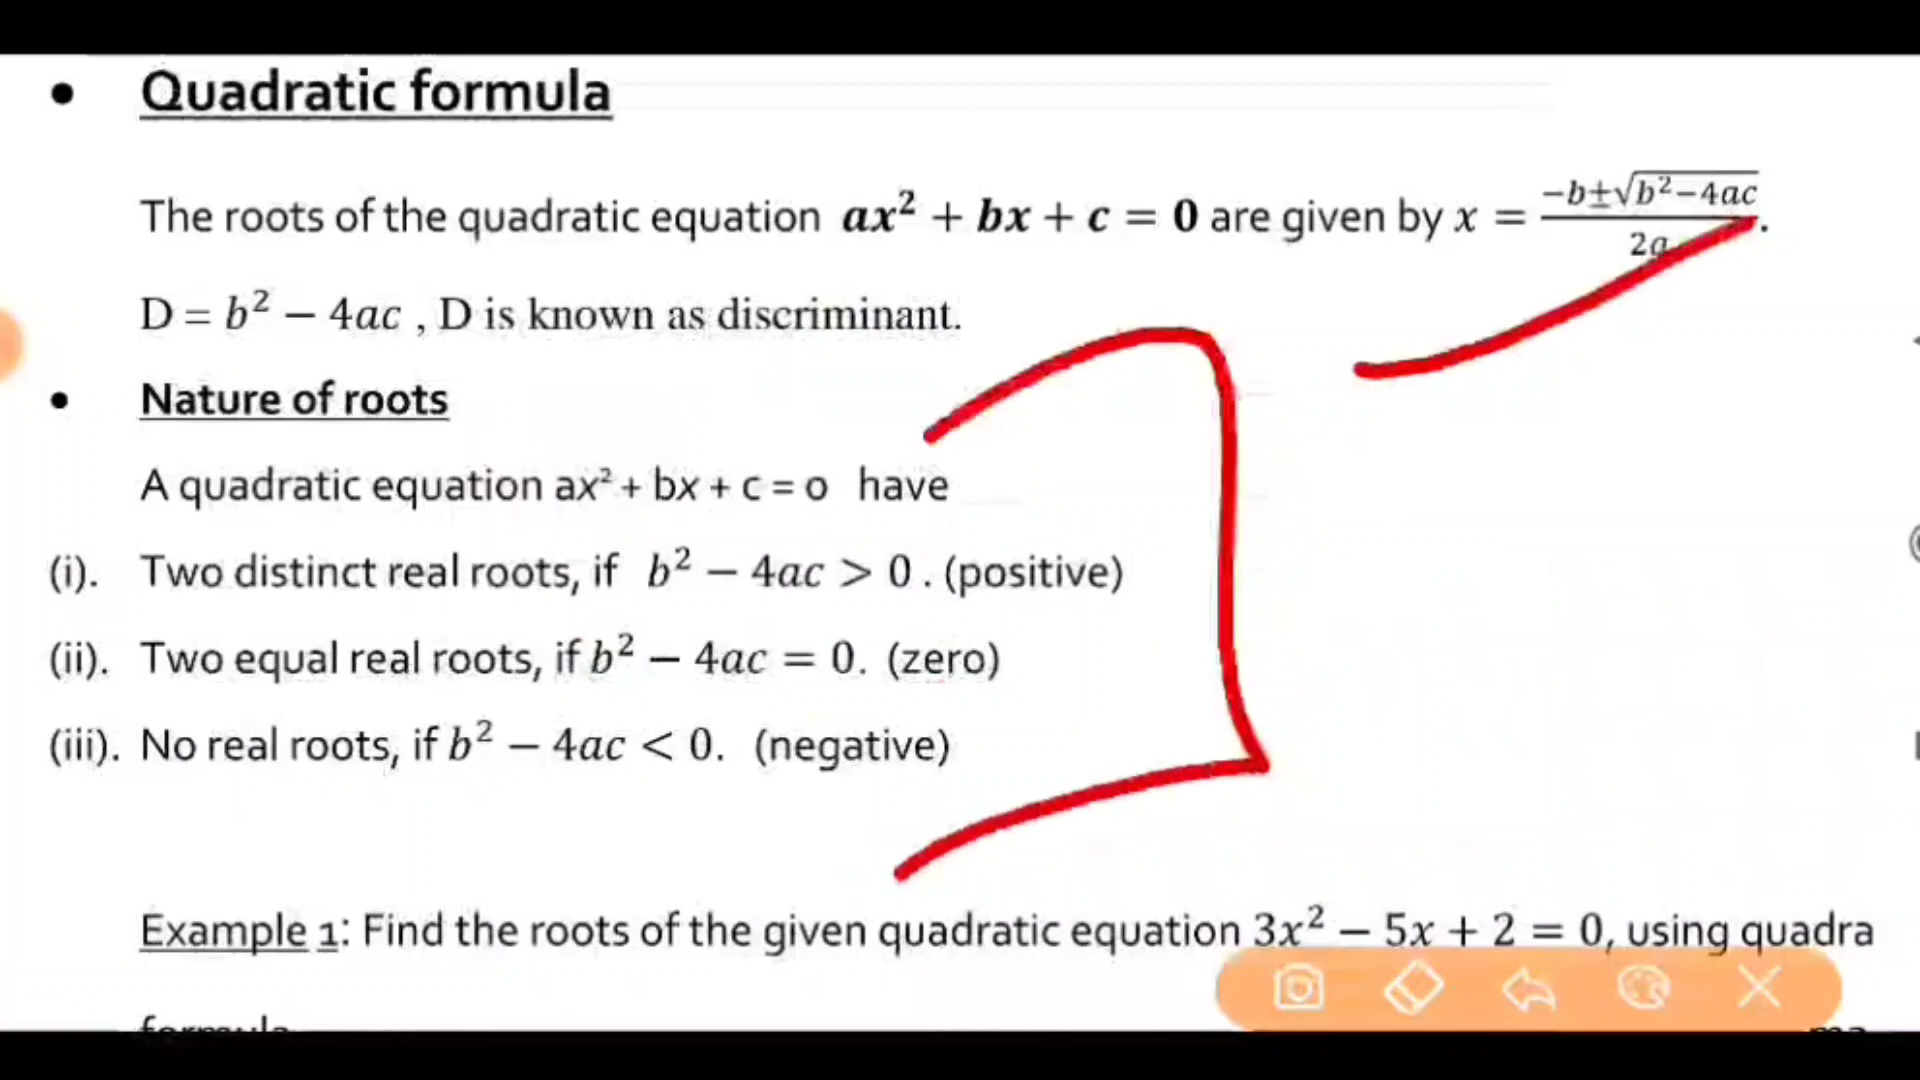 • Quadratic formula
The roots of the quadratic equation ax² + bx + c = 0 are given by x = (-b±√(b²-4ac))/2a.
D = b² − 4ac , D is known as discriminant.
• Nature of roots
A quadratic equation ax² + bx + c = 0 have
(i). Two distinct real roots, if b² − 4ac > 0 . (positive)
(ii). Two equal real roots, if b² − 4ac = 0. (zero)
(iii). No real roots, if b² − 4ac < 0. (negative)
Example 1: Find the roots of the given quadratic equation 3x² − 5x + 2 = 0, using quadra
formula